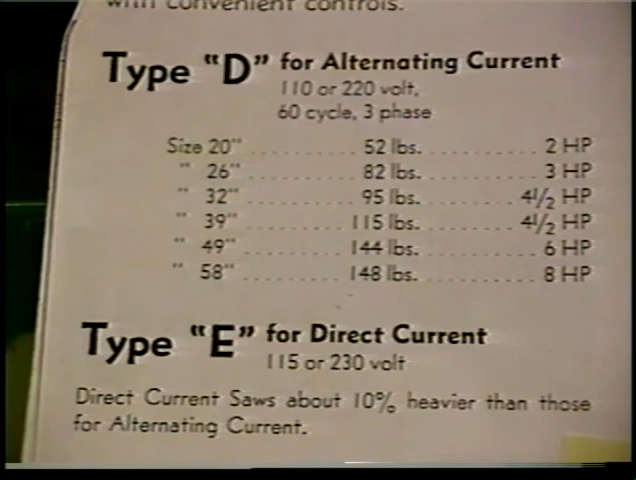 with convenient controls.
Type "D" for Alternating Current
110 or 220 volt,
60 cycle, 3 phase
Size 20" .......... 52 lbs. .......... 2 HP
" 26" .......... 82 lbs. .......... 3 HP
" 32" .......... 95 lbs. .......... 4½ HP
" 39" .......... 115 lbs. .......... 4½ HP
" 49" .......... 144 lbs. .......... 6 HP
" 58" .......... 148 lbs. .......... 8 HP
Type "E" for Direct Current
115 or 230 volt
Direct Current Saws about 10% heavier than those
for Alternating Current.